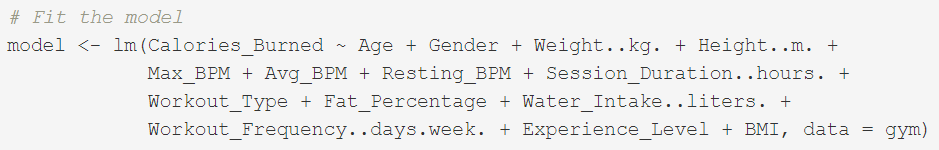 # Fit the model
model <- lm(Calories_Burned ~ Age + Gender + Weight..kg. + Height..m. +
Max_BPM + Avg_BPM + Resting_BPM + Session_Duration..hours. +
Workout_Type + Fat_Percentage + Water_Intake..liters. +
Workout_Frequency..days.week. + Experience_Level + BMI, data = gym)